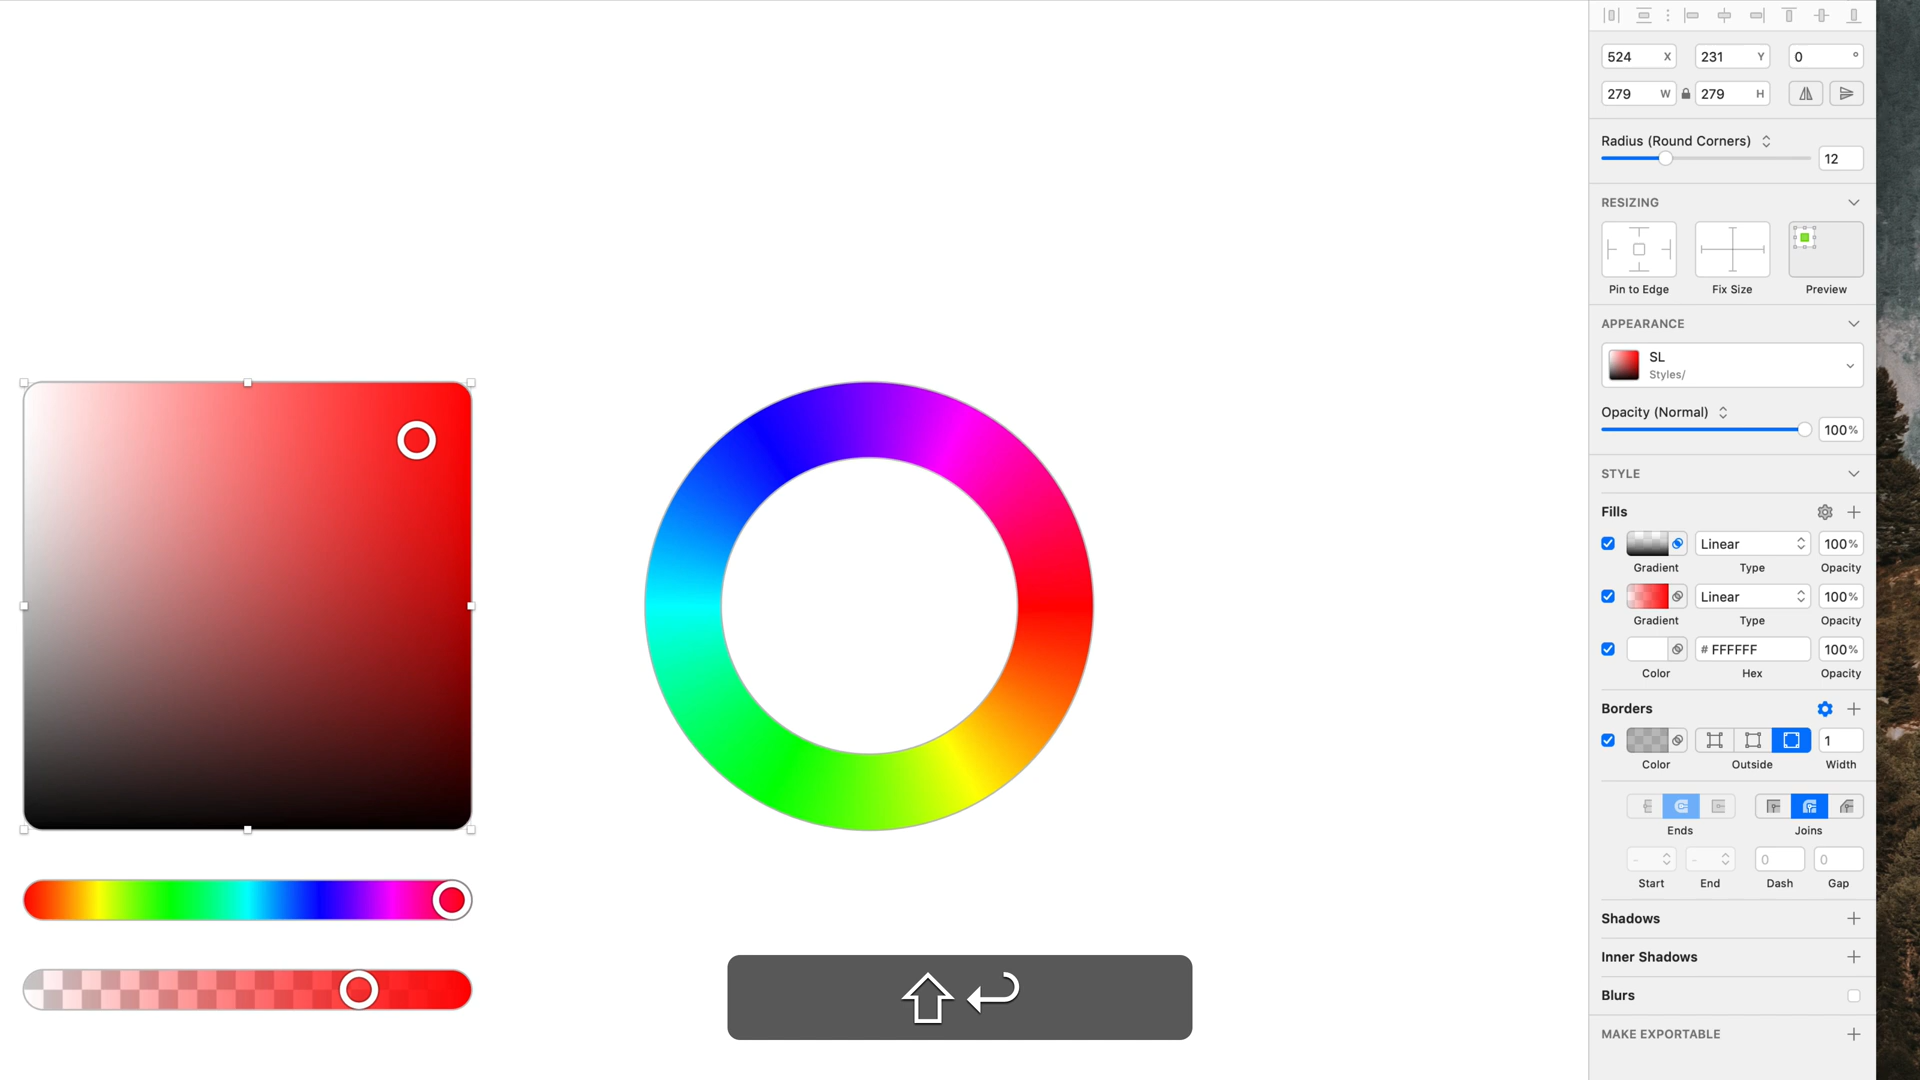 524 X 231 Y 0 °
279 W 279 H
Radius (Round Corners)
12
RESIZING
Pin to Edge Fix Size Preview
APPEARANCE
SL
Styles/
Opacity (Normal)
100%
STYLE
Fills
Linear 100%
Gradient Type Opacity
Linear 100%
Gradient Type Opacity
# FFFFFF 100%
Color Hex Opacity
Borders
1
Color Outside Width
Ends Joins
- - 0 0
Start End Dash Gap
Shadows
Inner Shadows
Blurs
MAKE EXPORTABLE